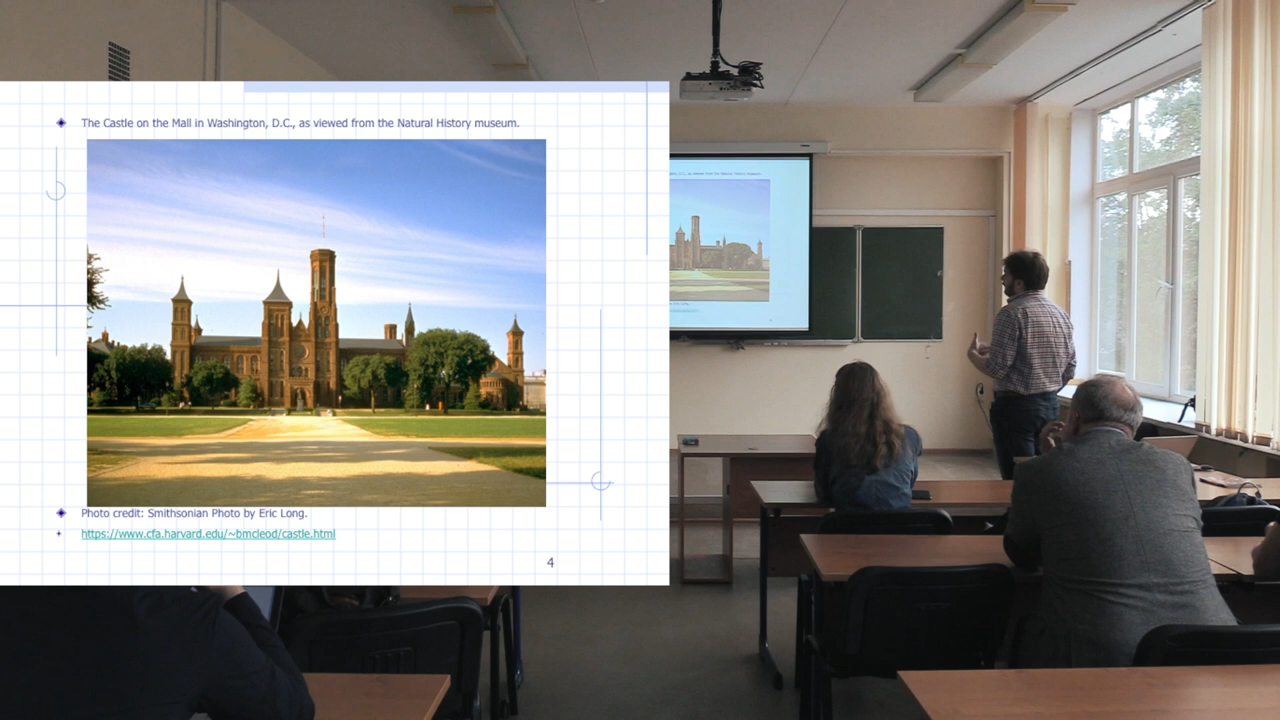 The Castle on the Mall in Washington, D.C., as viewed from the Natural History museum.
Photo credit: Smithsonian Photo by Eric Long.
https://www.cfa.harvard.edu/~bmcleod/castle.html
4